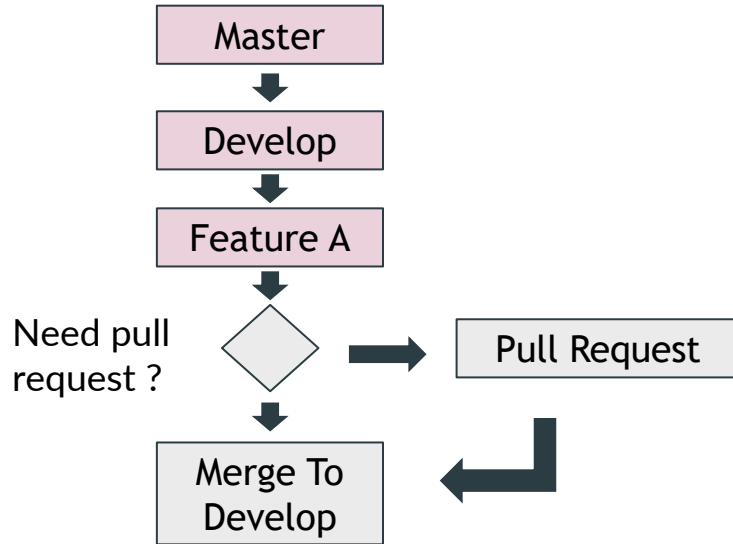 Master
Develop
Feature A
Need pull
request ?
Pull Request
Merge To
Develop